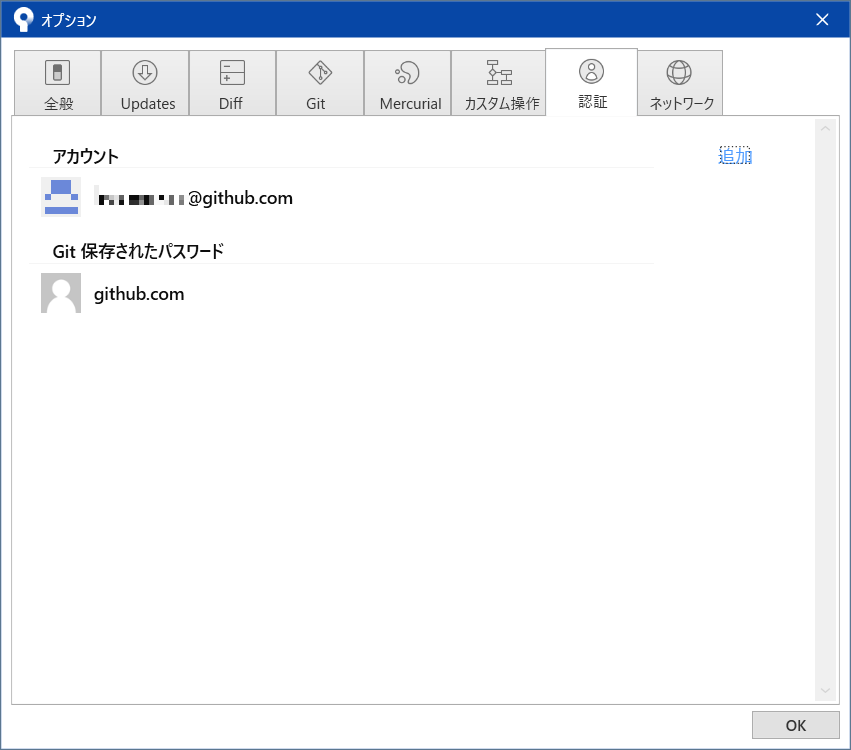 オプション
全般
Updates
Diff
Git
Mercurial
カスタム操作
認証
ネットワーク
アカウント
追加
@github.com
Git 保存されたパスワード
github.com
OK